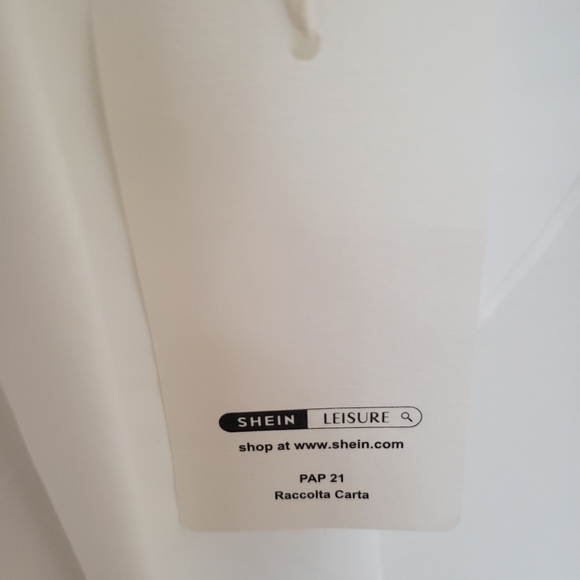 SHEIN LEISURE
shop at www.shein.com
PAP 21
Raccolta Carta